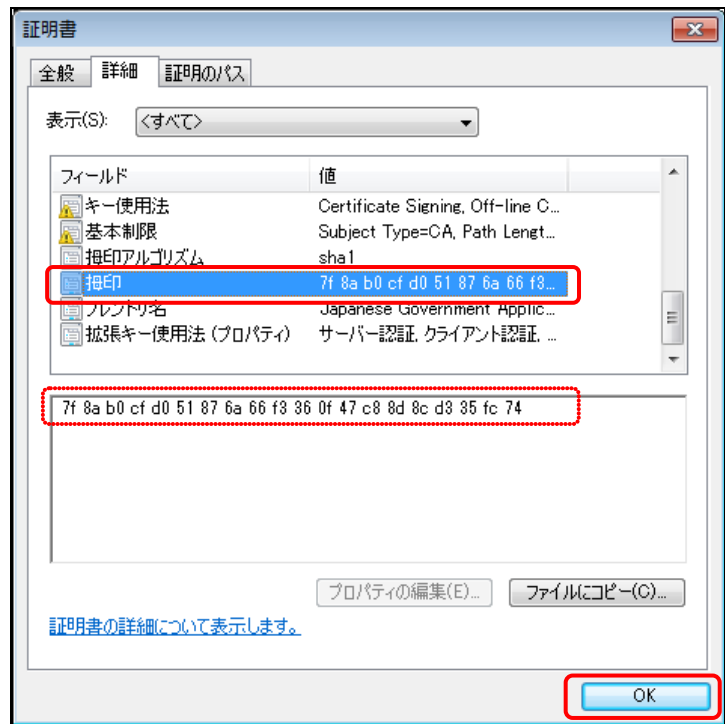 証明書
全般 詳細 証明のパス
表示(S): <すべて>
フィールド 値
キー使用法 Certificate Signing, Off-line C...
基本制限 Subject Type=CA, Path Lengt...
拇印アルゴリズム sha1
拇印 7f 8a b0 cf d0 51 87 6a 66 f3...
フレンドリ名 Japanese Government Applic...
拡張キー使用法 (プロパティ) サーバー認証, クライアント認証, ...
7f 8a b0 cf d0 51 87 6a 66 f3 36 0f 47 c8 8d 8c d3 35 fc 74
プロパティの編集(E)... ファイルにコピー(C)...
証明書の詳細について表示します。
OK